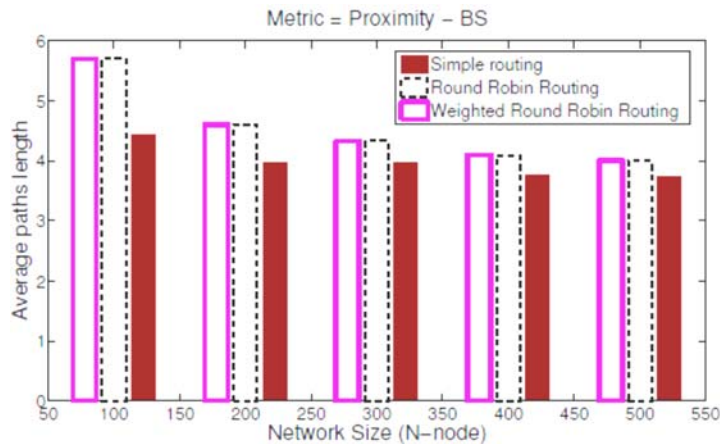 Metric = Proximity − BS
Simple routing
Round Robin Routing
Weighted Round Robin Routing
Average paths length
6
5
4
3
2
1
0
50 100 150 200 250 300 350 400 450 500 550
Network Size (N−node)